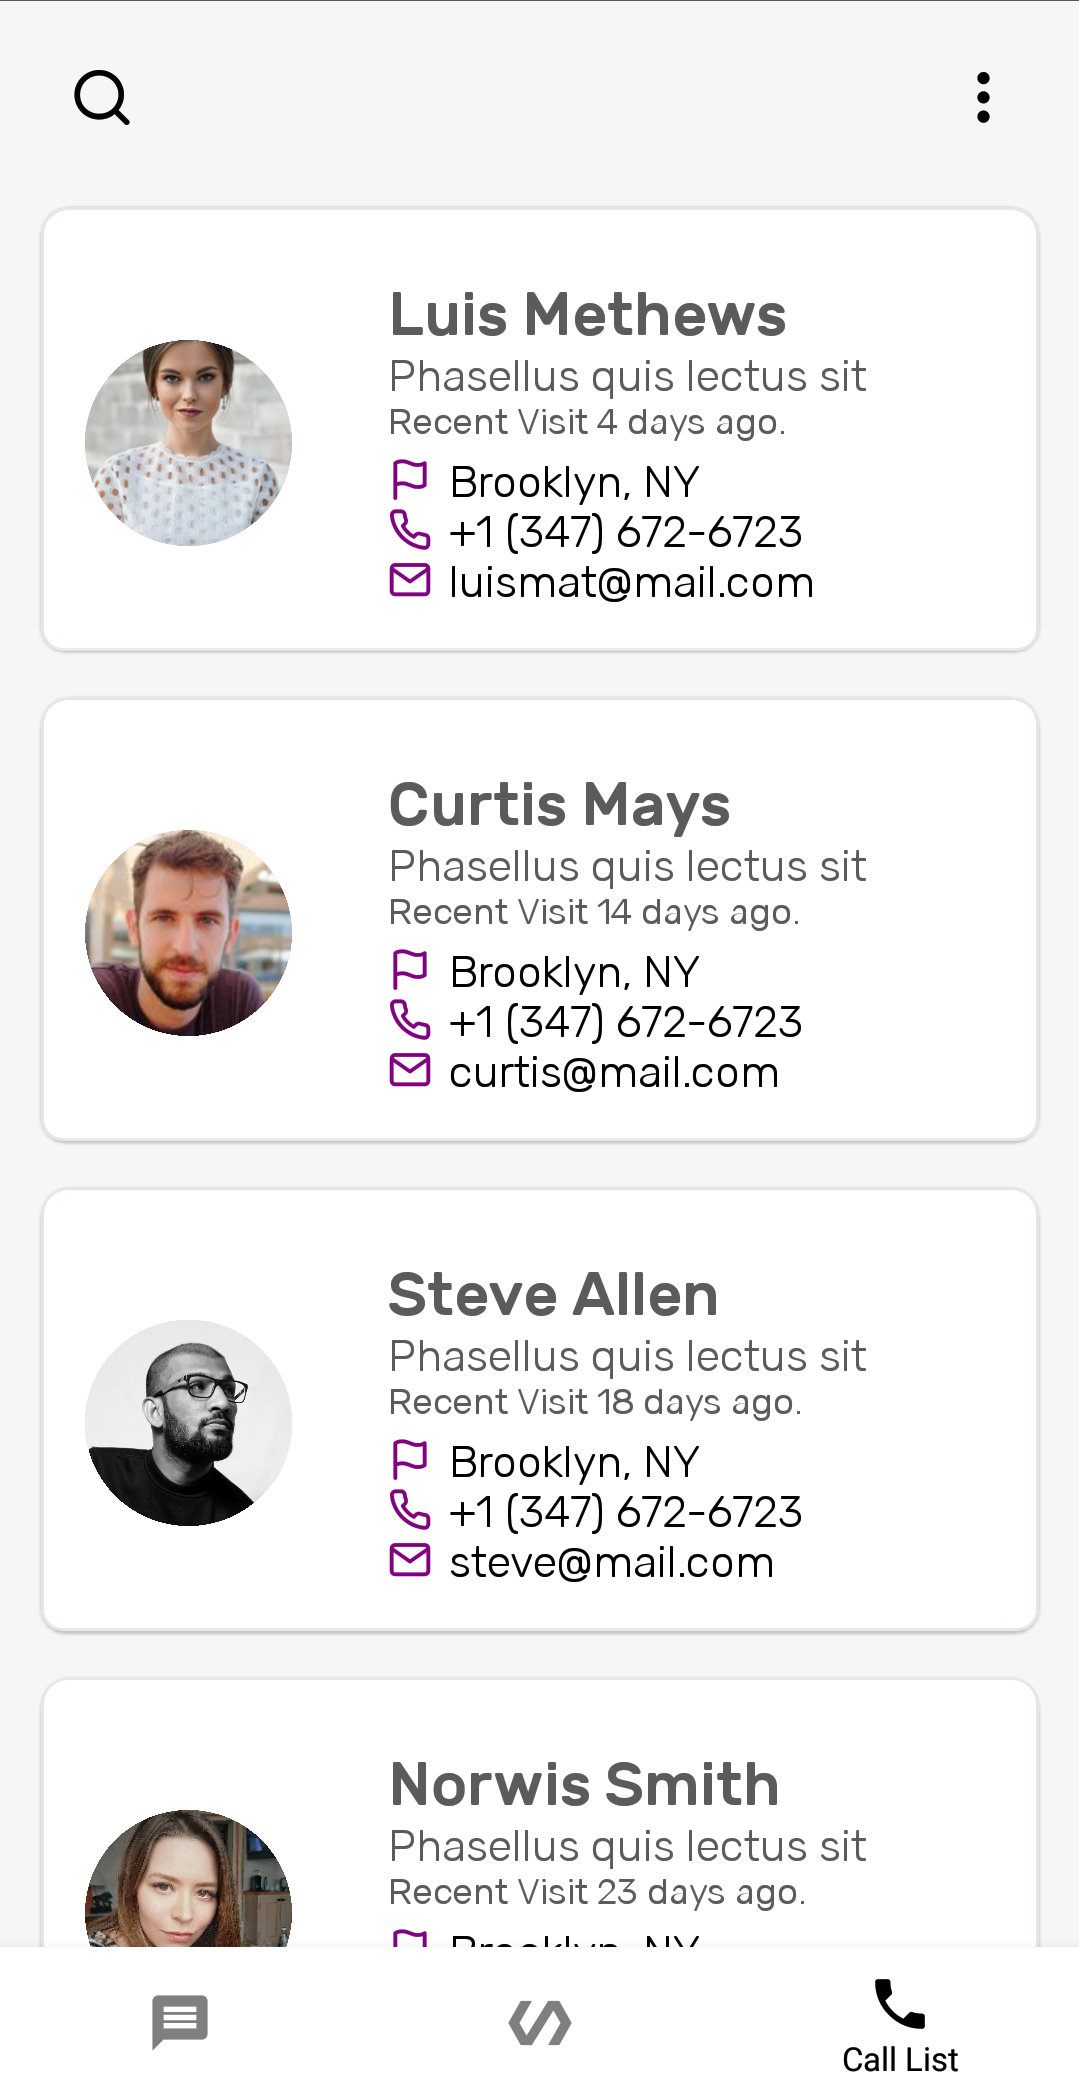 Luis Methews
Phasellus quis lectus sit
Recent Visit 4 days ago.
Brooklyn, NY
+1 (347) 672-6723
luismat@mail.com
Curtis Mays
Phasellus quis lectus sit
Recent Visit 14 days ago.
Brooklyn, NY
+1 (347) 672-6723
curtis@mail.com
Steve Allen
Phasellus quis lectus sit
Recent Visit 18 days ago.
Brooklyn, NY
+1 (347) 672-6723
steve@mail.com
Norwis Smith
Phasellus quis lectus sit
Recent Visit 23 days ago.
Brooklyn, NY
Call List